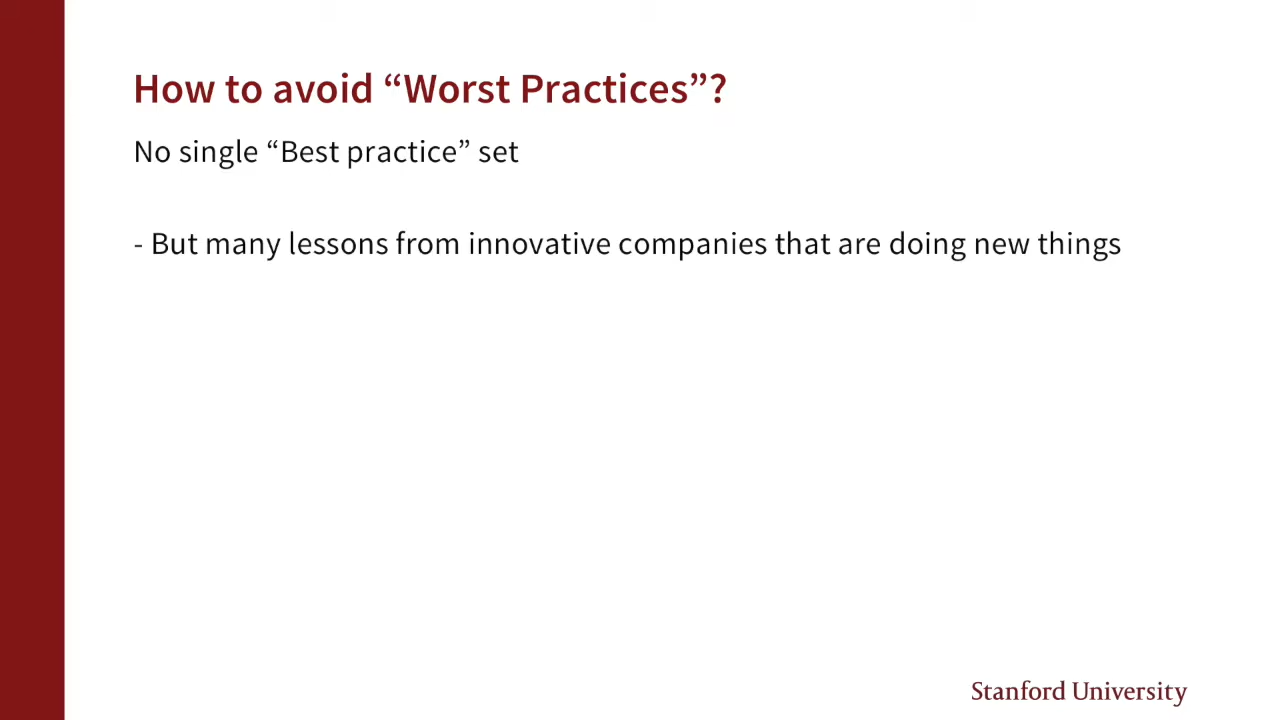 How to avoid “Worst Practices”?
No single “Best practice” set
- But many lessons from innovative companies that are doing new things
Stanford University